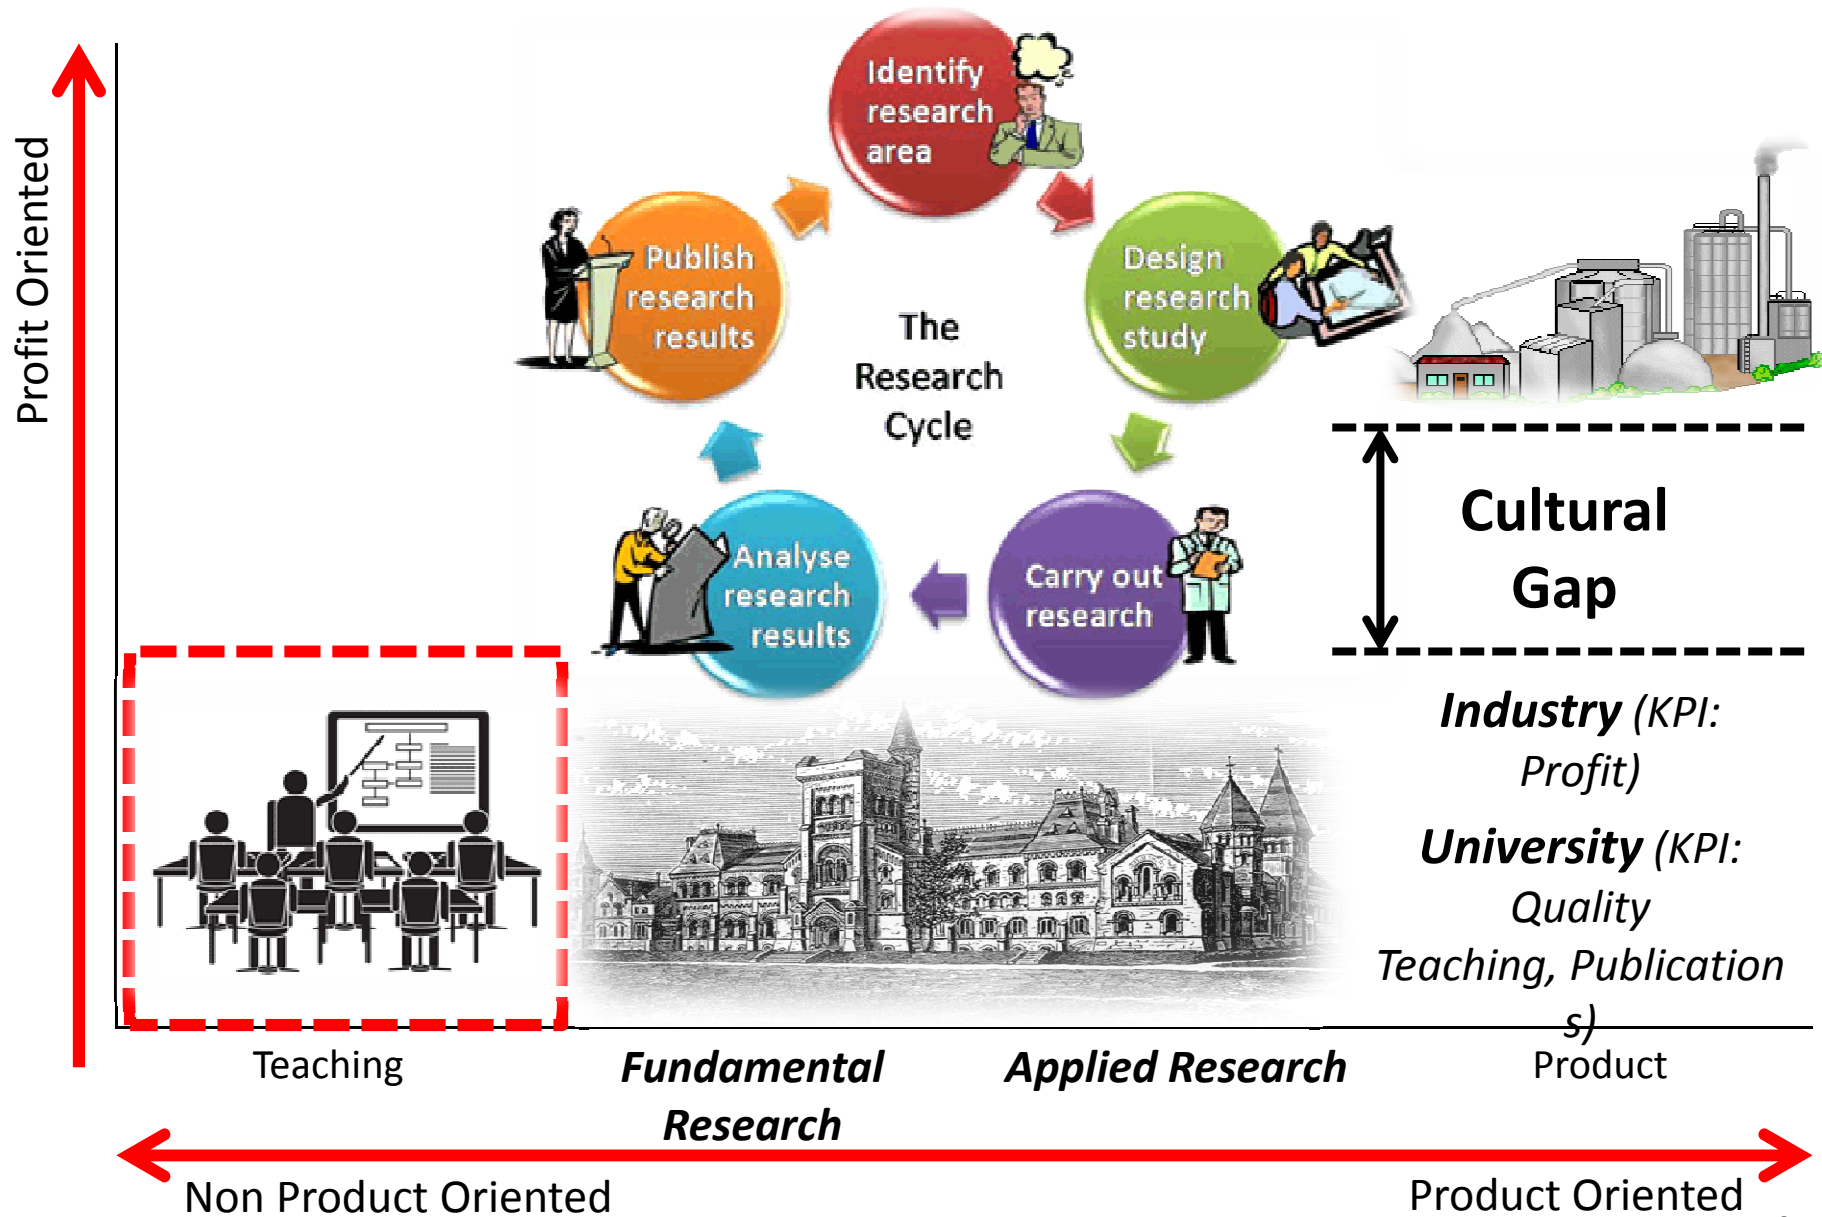 Profit Oriented
Identify
research
area
Publish
research
results
Design
research
study
The
Research
Cycle
Analyse
research
results
Carry out
research
Cultural
Gap
Industry (KPI:
Profit)
University (KPI:
Quality
Teaching, Publication
s)
Teaching
Fundamental
Research
Applied Research
Product
Non Product Oriented
Product Oriented